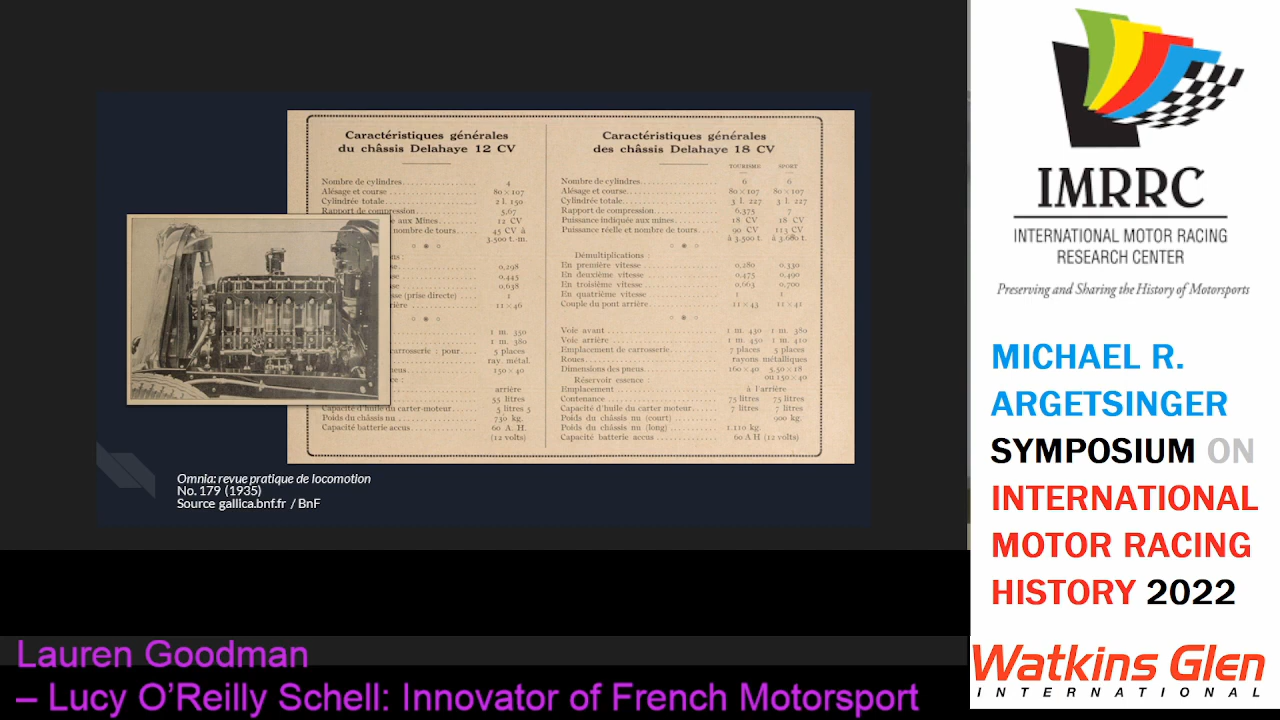 Caractéristiques générales
du châssis Delahaye 12 CV
Nombre de cylindres 4
Alésage et course 80 × 107
Cylindrée totale 2 l. 150
Rapport de compression 5,67
aux Mines 12 CV
nombre de tours 45 CV à
3.500 t.-m.
0,298
0,443
0,638
sse (prise directe) 1
ière 11 × 46
1 m. 350
1 m. 380
carrosserie : pour 5 places
ray. métal.
neus 150 × 40
arrière
55 litres
Capacité d'huile du carter-moteur 5 litres 5
Poids du châssis nu 730 kg.
Capacité batterie accus 60 A. H.
(12 volts)
Caractéristiques générales
des châssis Delahaye 18 CV
TOURISME SPORT
Nombre de cylindres 6 6
Alésage et course 80 × 107 80 × 107
Cylindrée totale 3 l. 227 3 l. 227
Rapport de compression 6,375 7
Puissance indiquée aux mines 18 CV 18 CV
Puissance réelle et nombre de tours 90 CV 113 CV
à 3.500 t. à 3.680 t.
Démultiplications :
En première vitesse 0,280 0,330
En deuxième vitesse 0,475 0,490
En troisième vitesse 0,663 0,700
En quatrième vitesse 1 1
Couple du pont arrière 11 × 43 11 × 41
Voie avant 1 m. 430 1 m. 380
Voie arrière 1 m. 450 1 m. 410
Emplacement de carrosserie 7 places 5 places
Roues rayons métalliques
Dimensions des pneus 160 × 40 5,50 × 18
ou 150 × 40
Réservoir essence :
Emplacement à l'arrière
Contenance 75 litres 75 litres
Capacité d'huile du carter moteur 7 litres 7 litres
Poids du châssis nu (court) 900 kg.
Poids du châssis nu (long) 1.110 kg.
Capacité batterie accus 60 A H (12 volts)
Omnia: revue pratique de locomotion
No. 179 (1935)
Source gallica.bnf.fr / BnF
IMRRC
INTERNATIONAL MOTOR RACING
RESEARCH CENTER
Preserving and Sharing the History of Motorsports
MICHAEL R.
ARGETSINGER
SYMPOSIUM ON
INTERNATIONAL
MOTOR RACING
HISTORY 2022
Watkins Glen
INTERNATIONAL
Lauren Goodman
– Lucy O'Reilly Schell: Innovator of French Motorsport